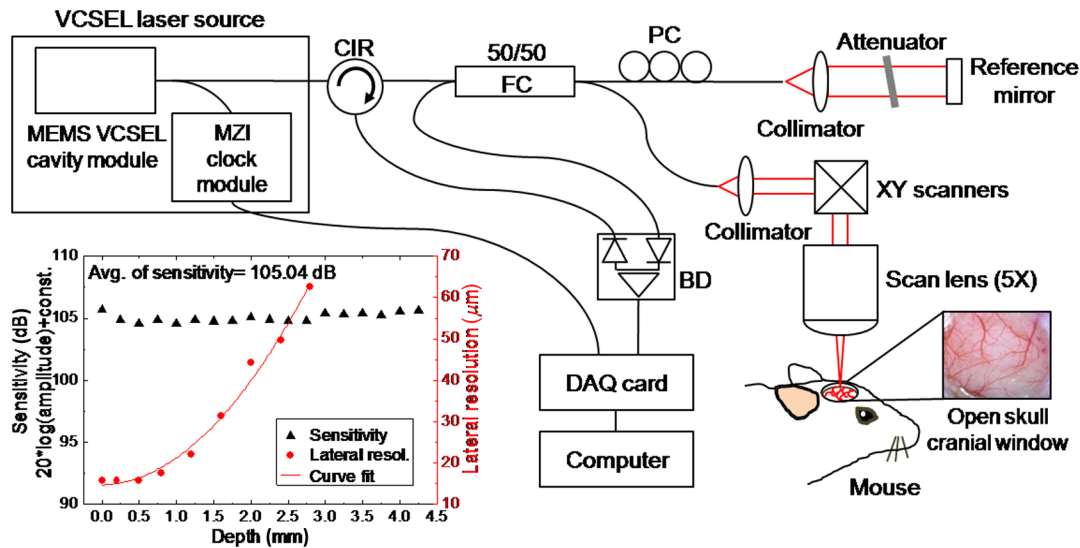 VCSEL laser source
MEMS VCSEL
cavity module
MZI
clock
module
CIR
50/50
FC
PC
Attenuator
Reference
mirror
Collimator
Collimator
XY scanners
Scan lens (5X)
BD
DAQ card
Computer
Open skull
cranial window
Mouse
Avg. of sensitivity= 105.04 dB
Sensitivity (dB)
20*log(amplitude)+const.
110
105
100
95
90
Lateral resolution (μm)
70
60
50
40
30
20
10
Sensitivity
Lateral resol.
Curve fit
0.0 0.5 1.0 1.5 2.0 2.5 3.0 3.5 4.0 4.5
Depth (mm)